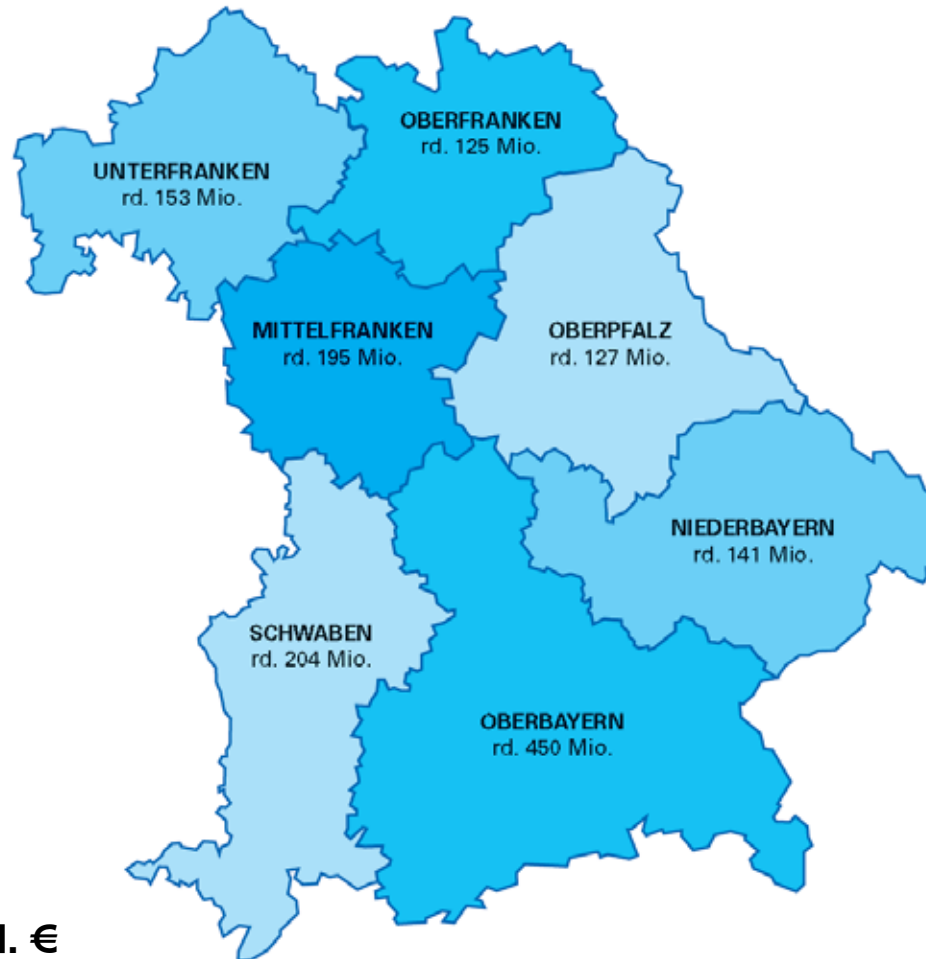 OBERFRANKEN
rd. 125 Mio.
UNTERFRANKEN
rd. 153 Mio.
MITTELFRANKEN
rd. 195 Mio.
OBERPFALZ
rd. 127 Mio.
NIEDERBAYERN
rd. 141 Mio.
SCHWABEN
rd. 204 Mio.
OBERBAYERN
rd. 450 Mio.
€